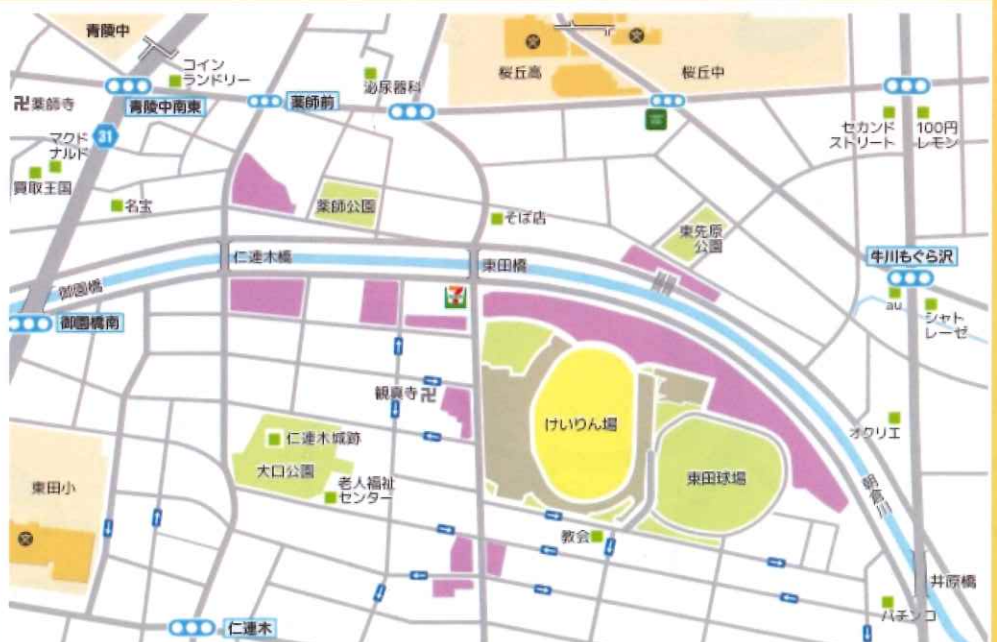 青陵中
コイン
ランドリー
泌尿器科
桜丘高
桜丘中
卍薬師寺
青陵中南東
薬師前
31
マクド
ナルド
買取王国
名宝
薬師公園
そば店
東先原
公園
セカンド
ストリート
100円
レモン
牛川もぐら沢
au
シャト
レーゼ
仁連木橋
東田橋
御園橋
御園橋南
観真寺卍
けいりん場
東田球場
オクリエ
朝倉川
仁連木城跡
大口公園
老人福祉
センター
東田小
教会
井原橋
パチンコ
仁連木